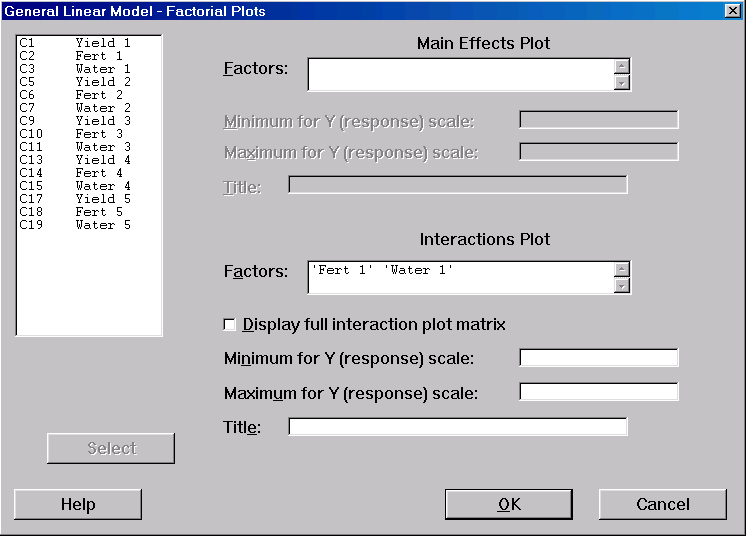 General Linear Model - Factorial Plots
C1 Yield 1
C2 Fert 1
C3 Water 1
C5 Yield 2
C6 Fert 2
C7 Water 2
C9 Yield 3
C10 Fert 3
C11 Water 3
C13 Yield 4
C14 Fert 4
C15 Water 4
C17 Yield 5
C18 Fert 5
C19 Water 5
Select
Main Effects Plot
Factors:
Minimum for Y (response) scale:
Maximum for Y (response) scale:
Title:
Interactions Plot
Factors: 'Fert 1' 'Water 1'
Display full interaction plot matrix
Minimum for Y (response) scale:
Maximum for Y (response) scale:
Title:
Help
OK
Cancel